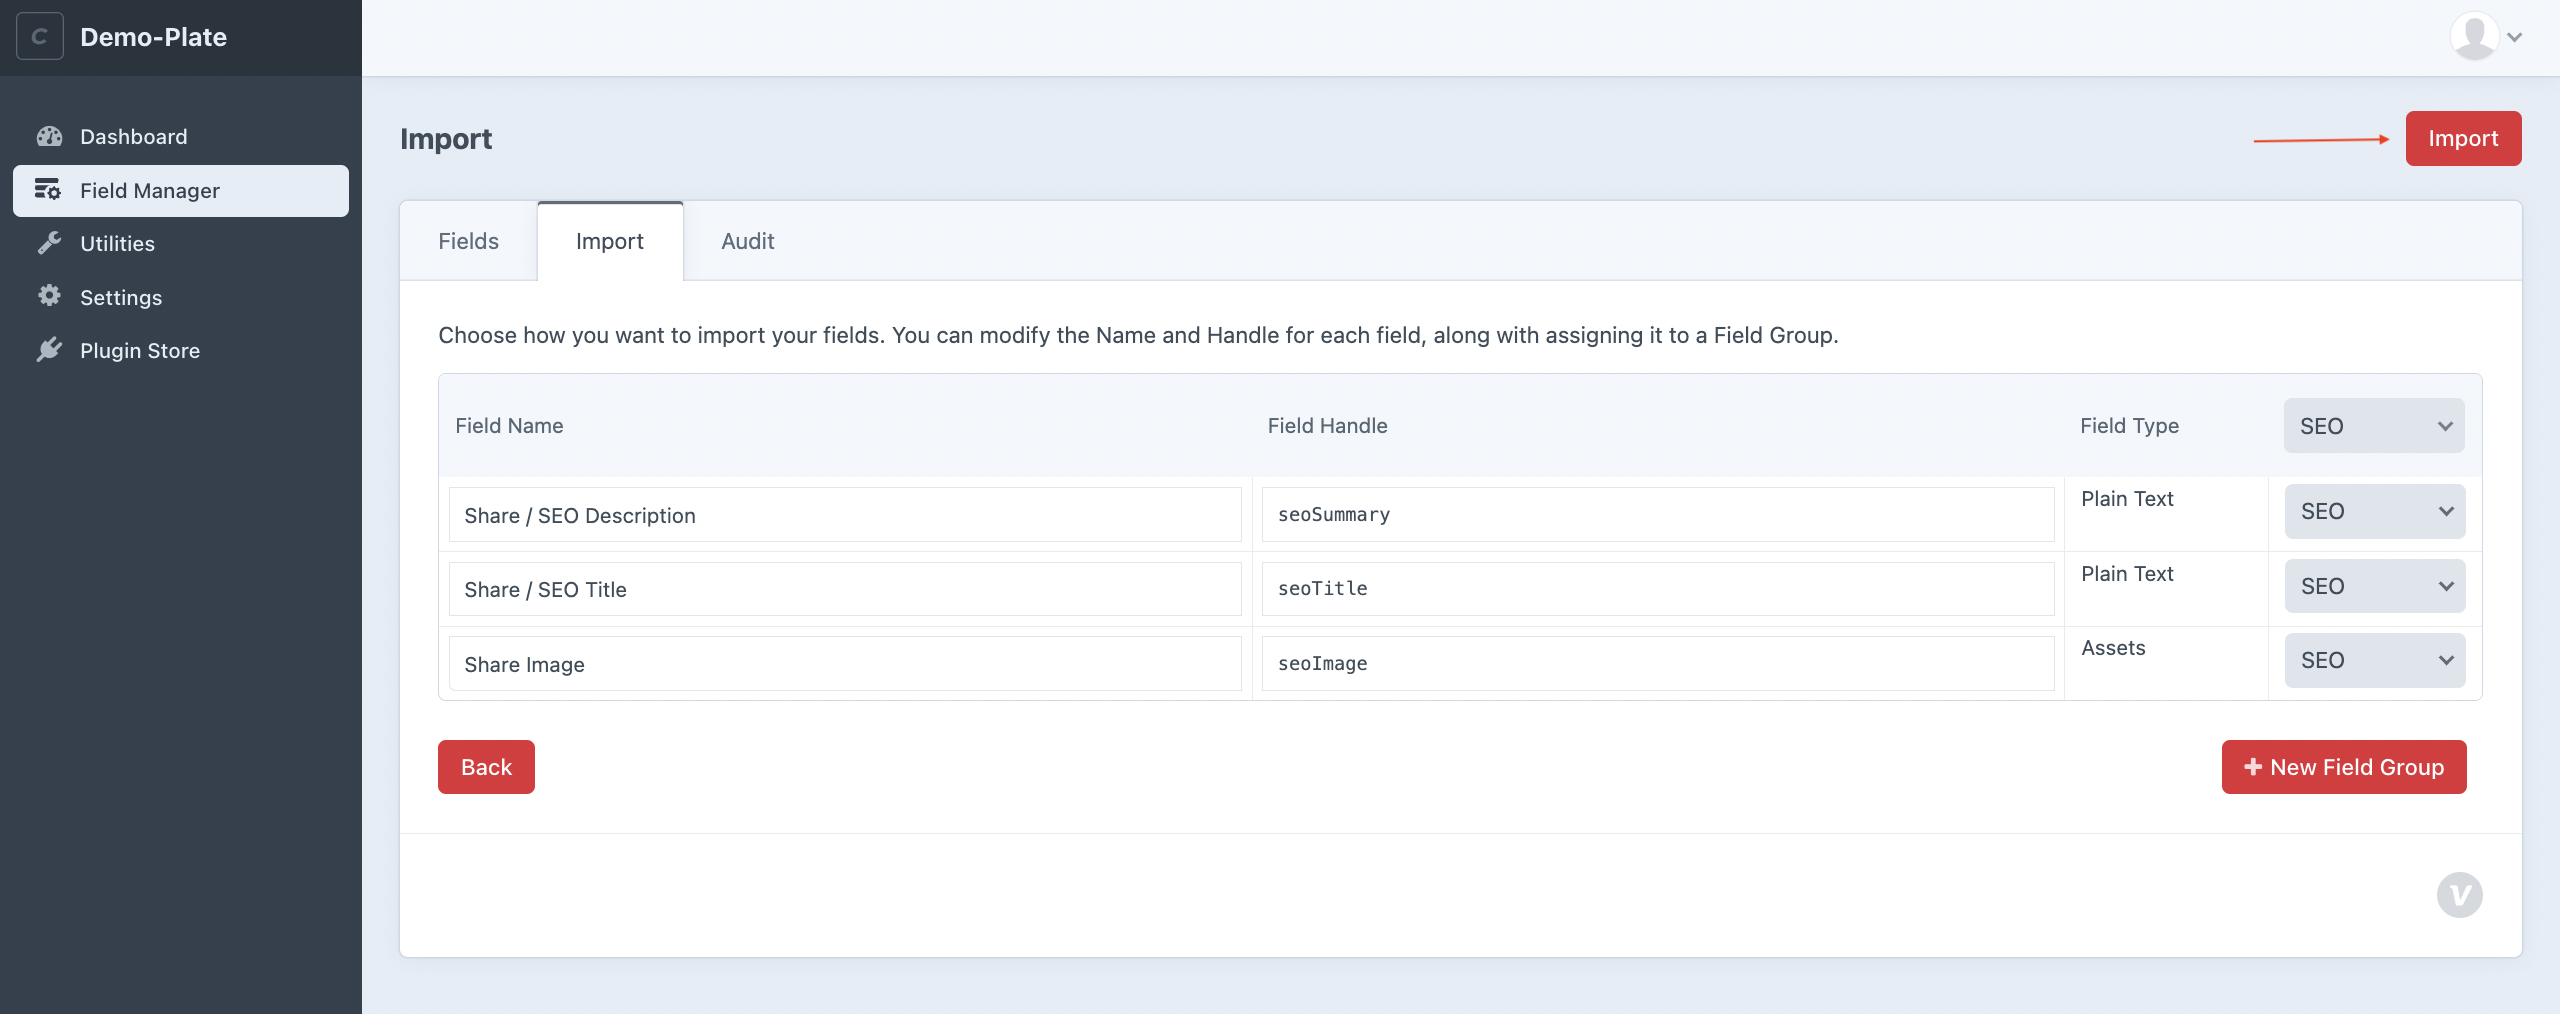 C Demo-Plate
Dashboard
Field Manager
Utilities
Settings
Plugin Store
Import
Import
Fields Import Audit
Choose how you want to import your fields. You can modify the Name and Handle for each field, along with assigning it to a Field Group.
Field Name Field Handle Field Type SEO
Share / SEO Description seoSummary Plain Text SEO
Share / SEO Title seoTitle Plain Text SEO
Share Image seoImage Assets SEO
Back
+ New Field Group
V